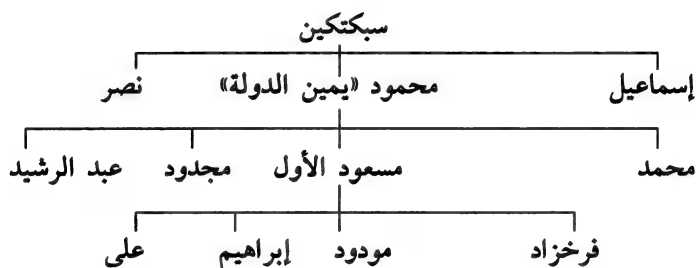 سبكتكين
إسماعيل محمود «يمين الدولة» نصر
محمد مسعود الأول مجدود عبد الرشيد
فرخزاد مودود إبراهيم على